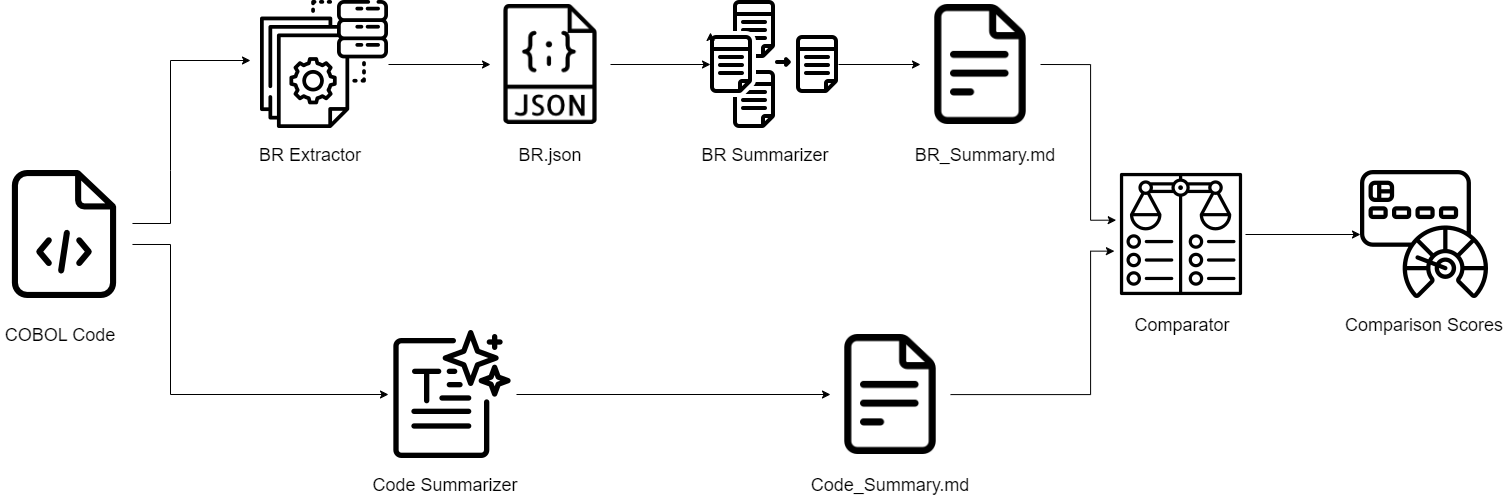 JSON
BR Extractor
BR.json
BR Summarizer
BR_Summary.md
COBOL Code
Comparator
Comparison Scores
Code Summarizer
Code_Summary.md